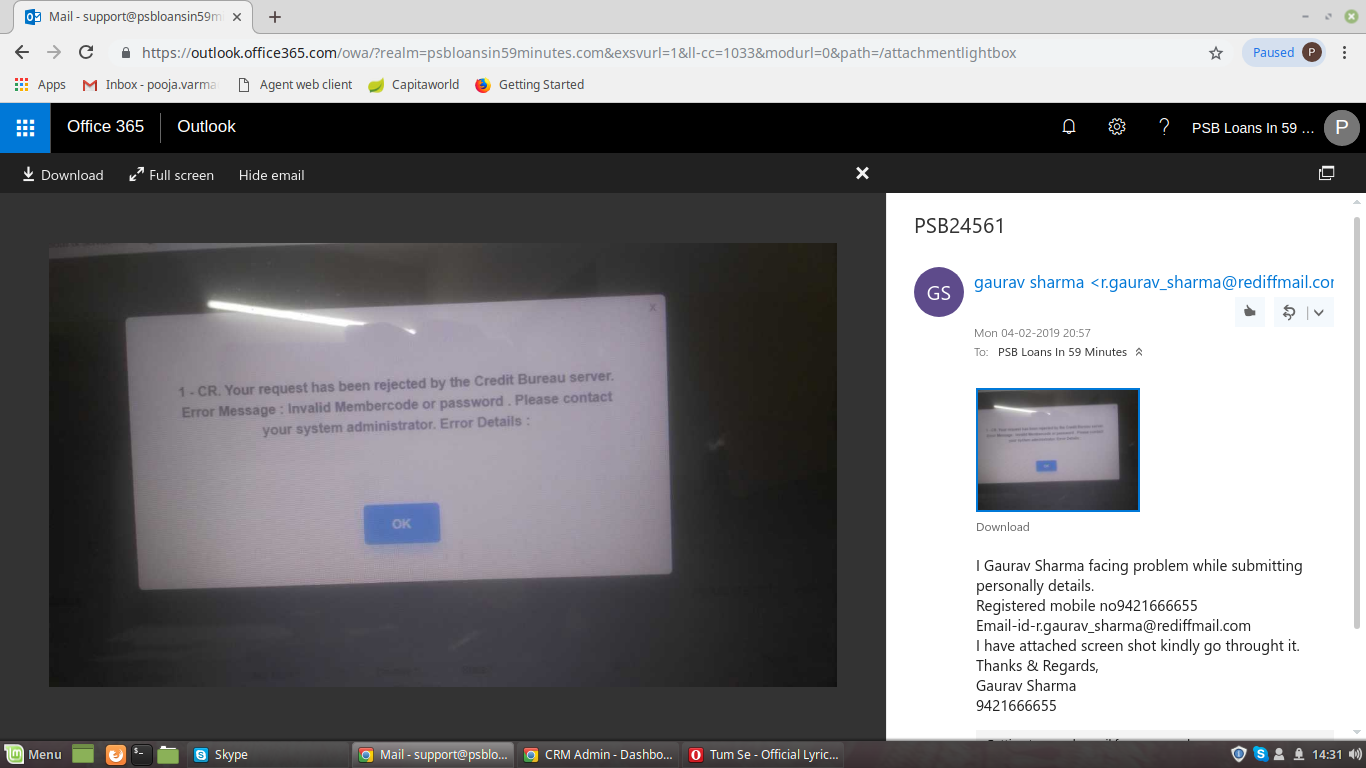 Mail - support@psbloansin59m
https://outlook.office365.com/owa/?realm=psbloansin59minutes.com&exsvurl=1&ll-cc=1033&modurl=0&path=/attachmentlightbox
Paused P
Apps Inbox - pooja.varma Agent web client Capitaworld Getting Started
Office 365 Outlook ? PSB Loans In 59 ... P
Download Full screen Hide email
PSB24561
GS
gaurav sharma <r.gaurav_sharma@rediffmail.cor
Mon 04-02-2019 20:57
To: PSB Loans In 59 Minutes
X
1 - CR. Your request has been rejected by the Credit Bureau server.
Error Message : Invalid Membercode or password . Please contact
your system administrator. Error Details :
OK
Download
I Gaurav Sharma facing problem while submitting
personally details.
Registered mobile no9421666655
Email-id-r.gaurav_sharma@rediffmail.com
I have attached screen shot kindly go throught it.
Thanks & Regards,
Gaurav Sharma
9421666655
Menu Skype Mail - support@psblo... CRM Admin - Dashbo... Tum Se - Official Lyric... 14:31